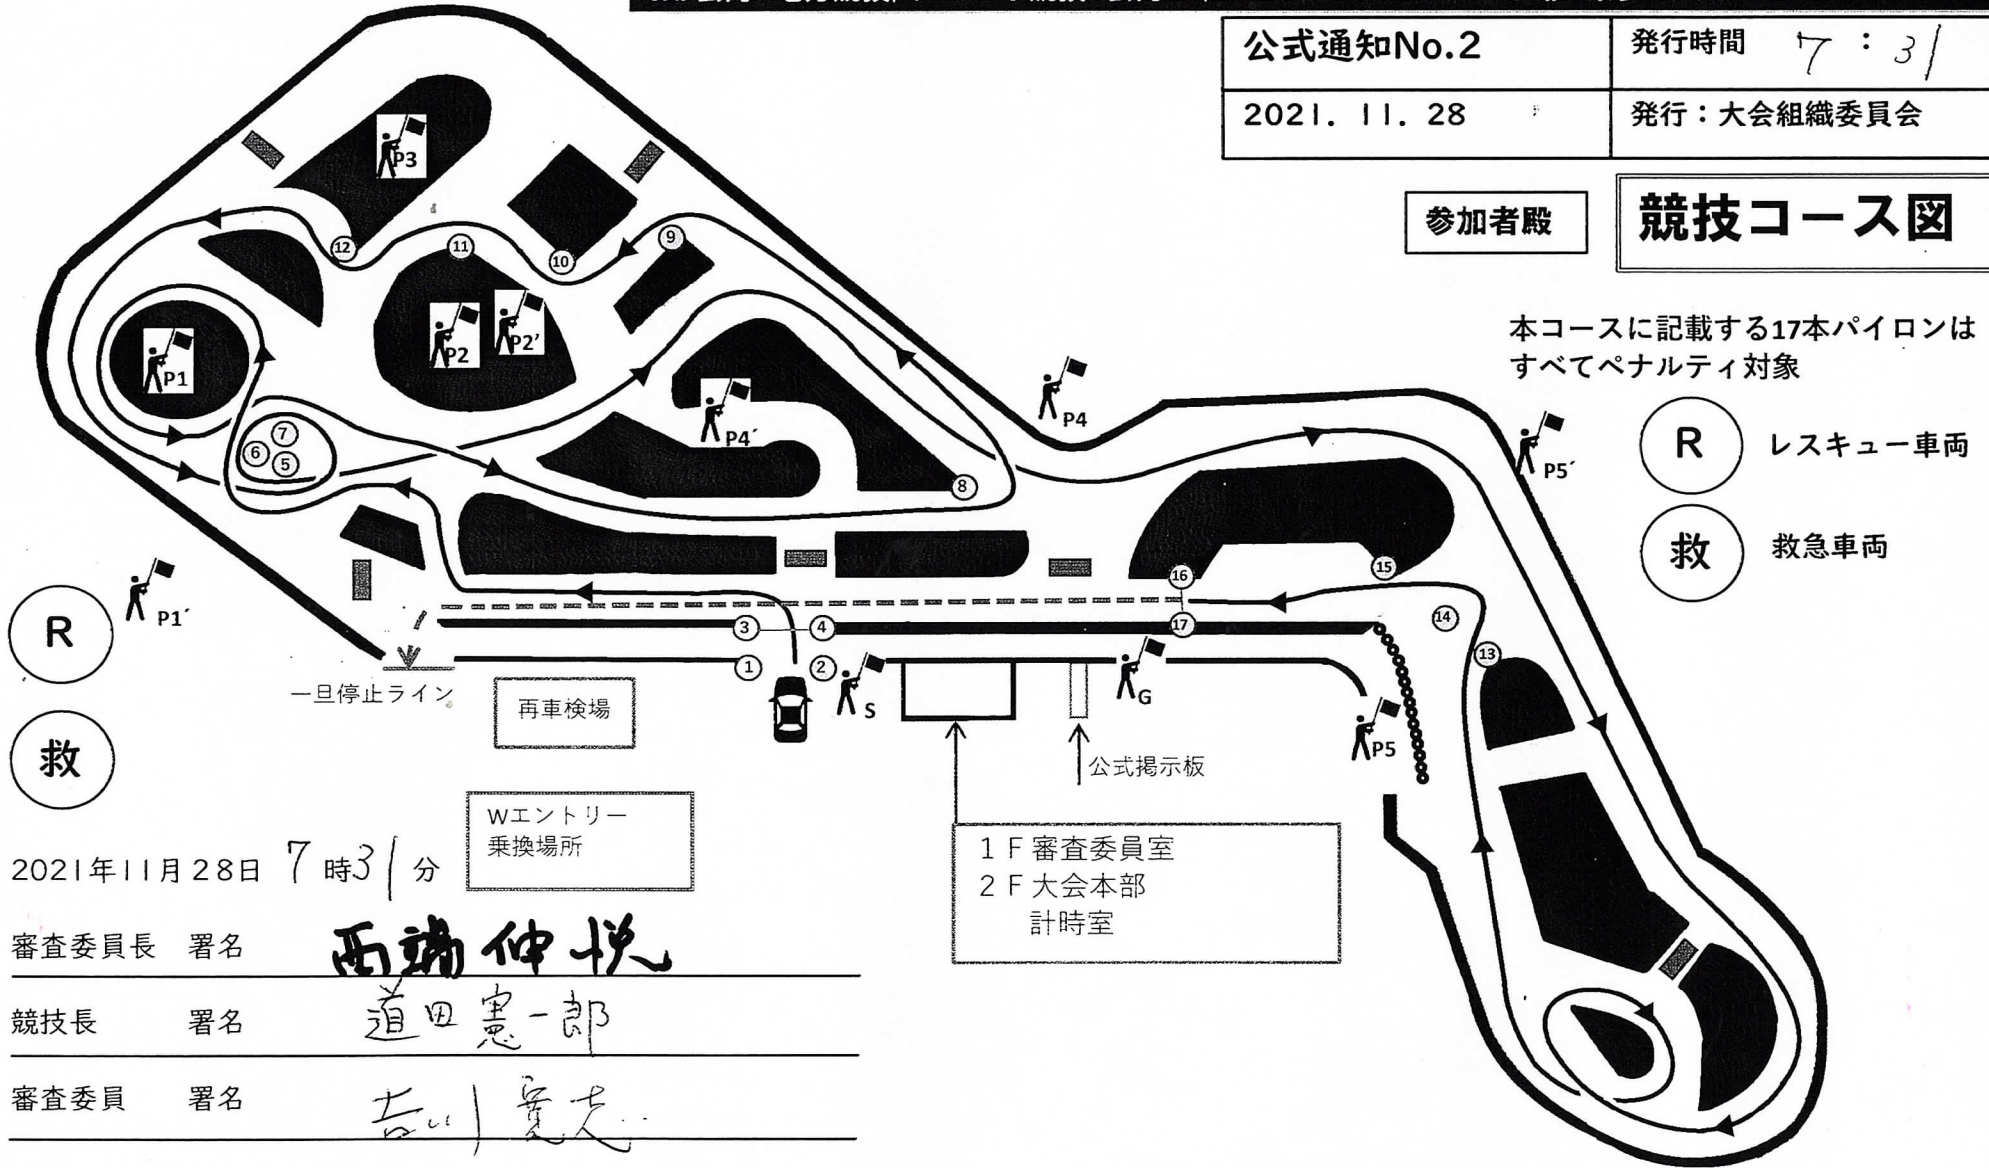 公式通知No.2
発行時間 7:31
2021. 11. 28
発行：大会組織委員会
参加者殿
競技コース図
本コースに記載する17本パイロンは
すべてペナルティ対象
R レスキュー車両
救 救急車両
P3
12
11
10
9
P1
P2
P2’
P4
P4´
P5´
7
6
5
8
R
P1´
16
15
3
4
17
14
1
2
13
一旦停止ライン
再車検場
S
G
P5
救
公式掲示板
Wエントリー
乗換場所
1F審査委員室
2F大会本部
計時室
2021年11月28日 7時31分
審査委員長 署名 西端伸悦
競技長 署名 道田憲一郎
審査委員 署名